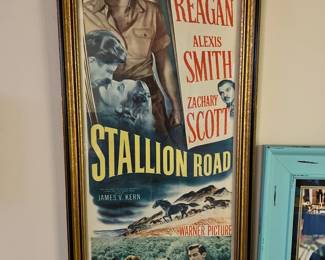 REAGAN
ALEXIS
SMITH
ZACHARY
SCOTT
STALLION ROAD
JAMES V. KERN
WARNER PICTURE